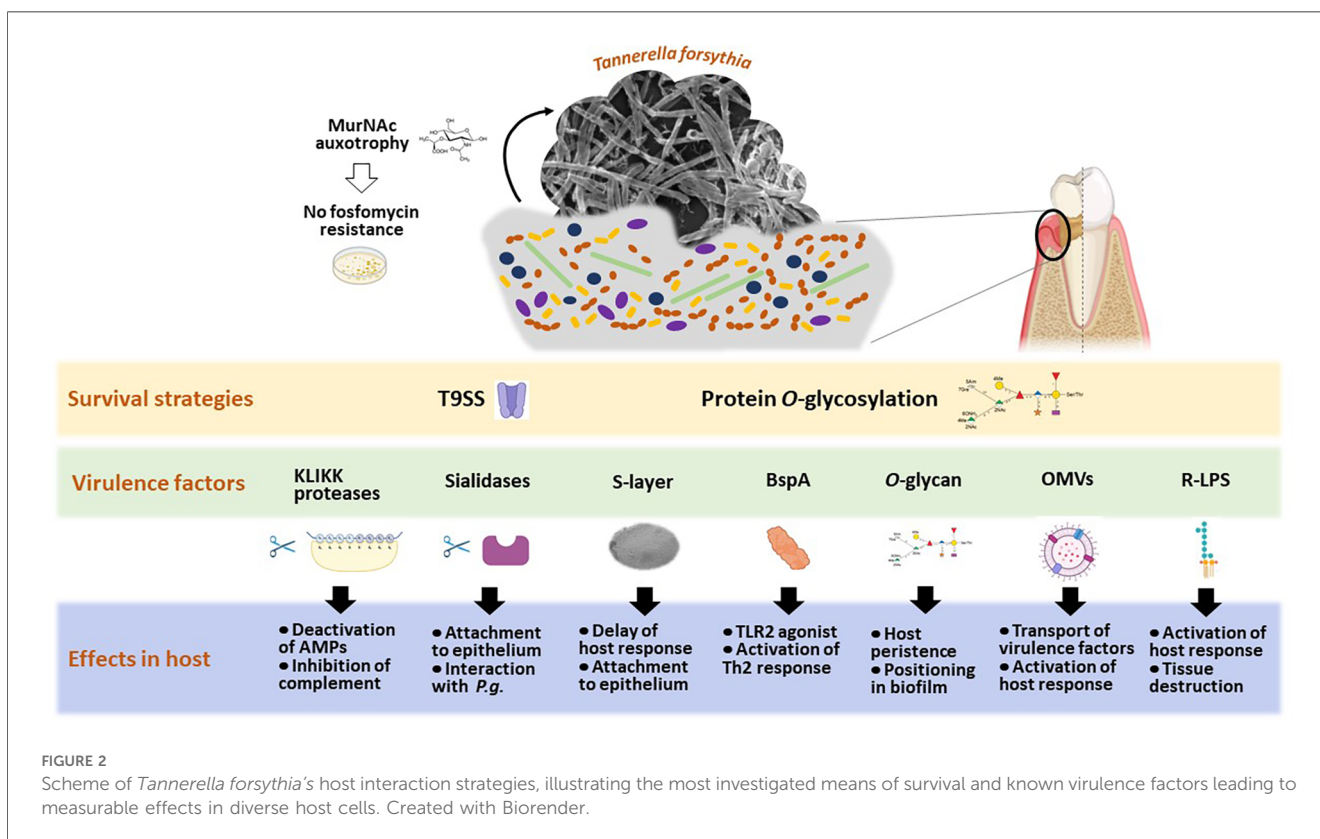 Tannerella forsythia
MurNAc
auxotrophy
No fosfomycin
resistance
Survival strategies
T9SS
Protein O-glycosylation
Virulence factors
KLIKK
proteases
Sialidases
S-layer
BspA
O-glycan
OMVs
R-LPS
Effects in host
● Deactivation
of AMPs
● Inhibition of
complement
● Attachment
to epithelium
● Interaction
with P.g.
● Delay of
host response
● Attachment
to epithelium
● TLR2 agonist
● Activation of
Th2 response
● Host
peristence
● Positioning
in biofilm
● Transport of
virulence factors
● Activation of
host response
● Activation of
host response
● Tissue
destruction
FIGURE 2
Scheme of Tannerella forsythia's host interaction strategies, illustrating the most investigated means of survival and known virulence factors leading to
measurable effects in diverse host cells. Created with Biorender.